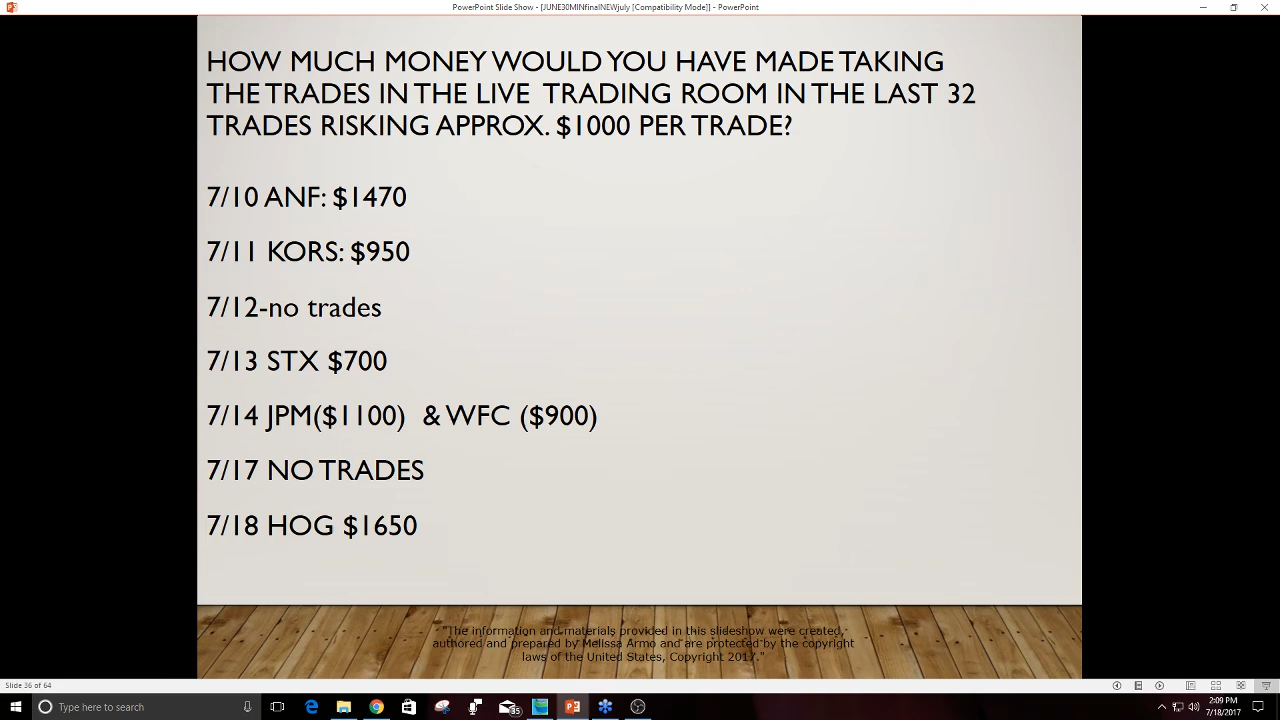 PowerPoint Slide Show - [JUNE30MINfinalNEWjuly [Compatibility Mode]] - PowerPoint
HOW MUCH MONEY WOULD YOU HAVE MADE TAKING
THE TRADES IN THE LIVE TRADING ROOM IN THE LAST 32
TRADES RISKING APPROX. $1000 PER TRADE?
7/10 ANF: $1470
7/11 KORS: $950
7/12-no trades
7/13 STX $700
7/14 JPM($1100) & WFC ($900)
7/17 NO TRADES
7/18 HOG $1650
"The information and materials provided in this slideshow were created,
authored and prepared by Melissa Armo and are protected by the copyright
laws of the United States, Copyright 2017."
Slide 36 of 64
Type here to search
35
2:09 PM
7/18/2017